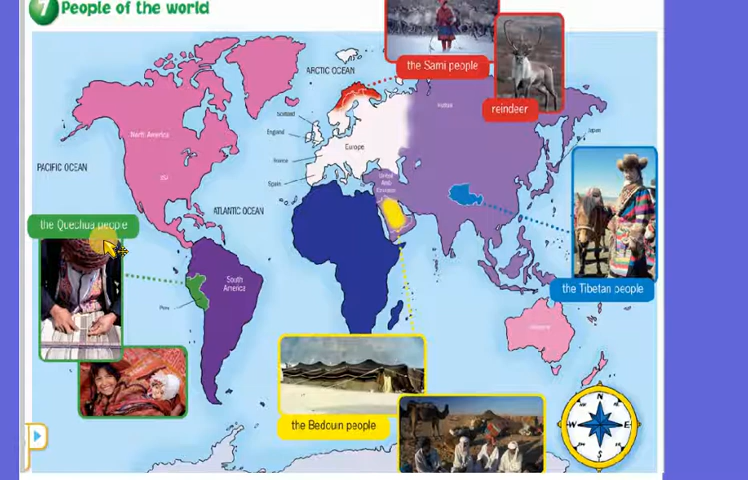 7 People of the world
ARCTIC OCEAN
the Sami people
reindeer
Iceland
England
France
Spain
Europe
Japan
North America
PACIFIC OCEAN
ATLANTIC OCEAN
United
Arab
Emirates
the Quechua people
South
America
Peru
the Tibetan people
the Bedouin people
N
W
E
S